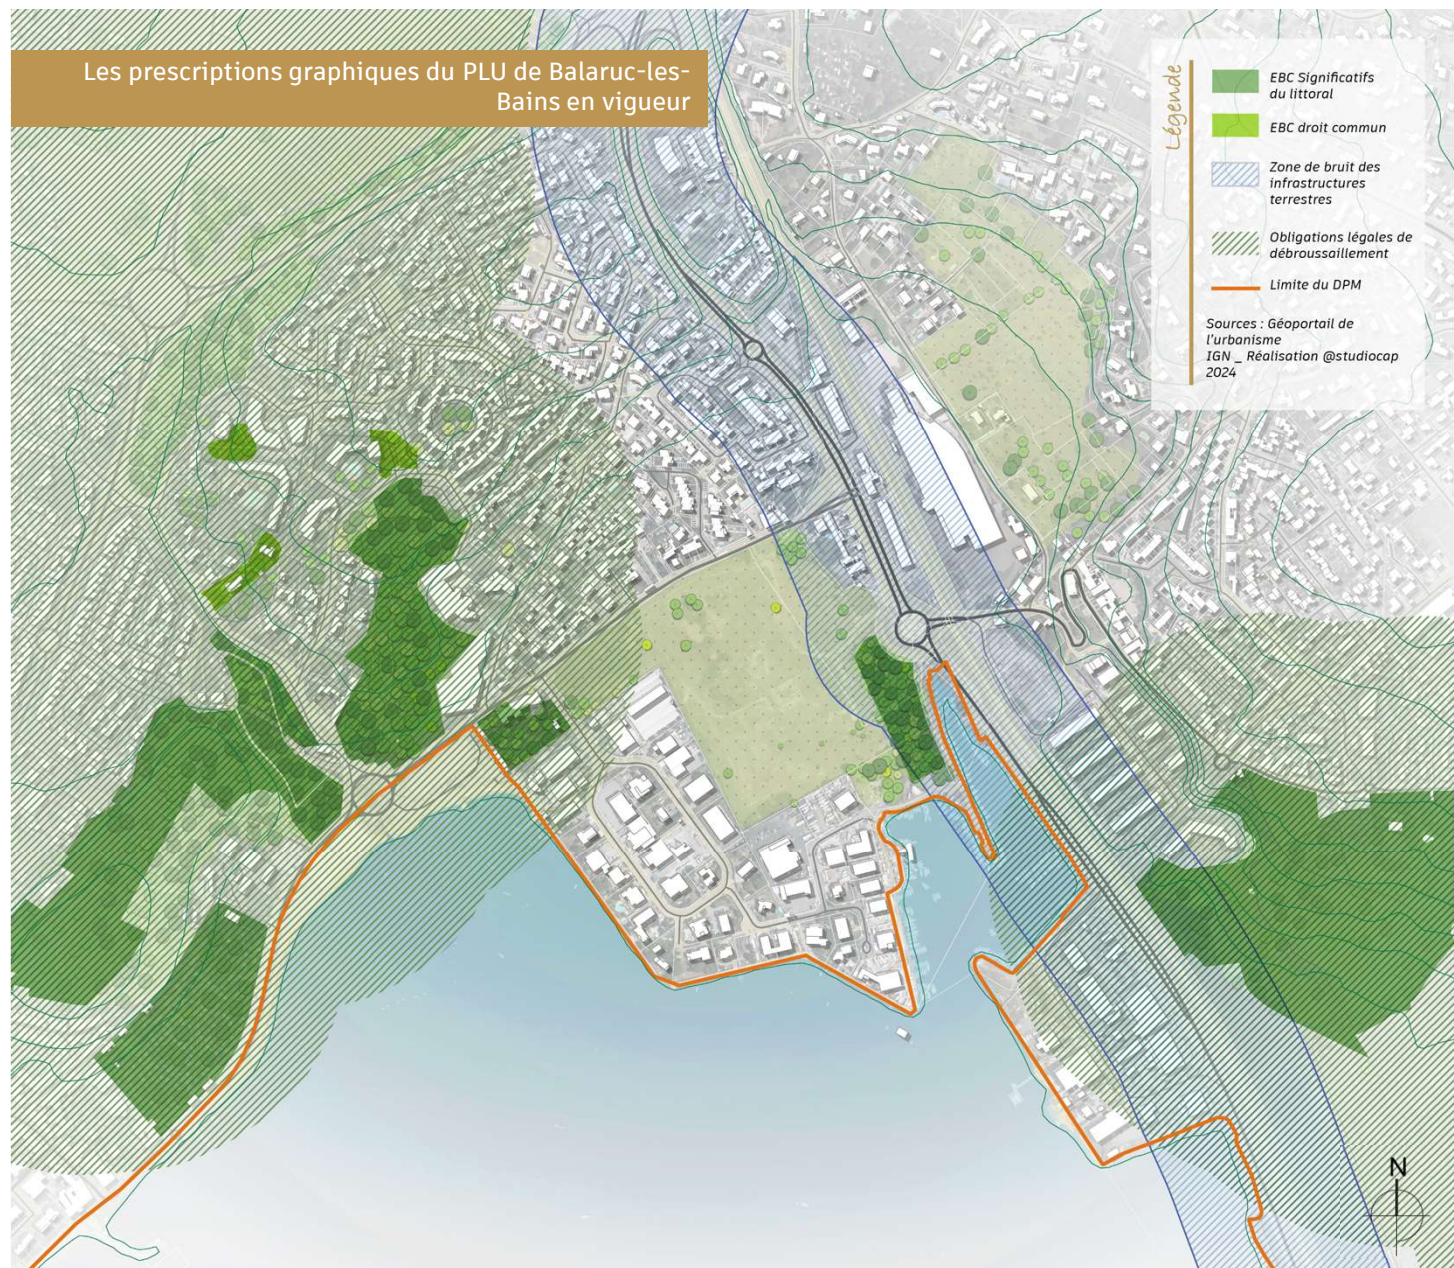 Les prescriptions graphiques du PLU de Balaruc-les-
Bains en vigueur
Légende
EBC Significatifs
du littoral
EBC droit commun
Zone de bruit des
infrastructures
terrestres
Obligations légales de
débroussaillement
Limite du DPM
Sources : Géoportail de
l'urbanisme
IGN _ Réalisation @studiocap
2024
N